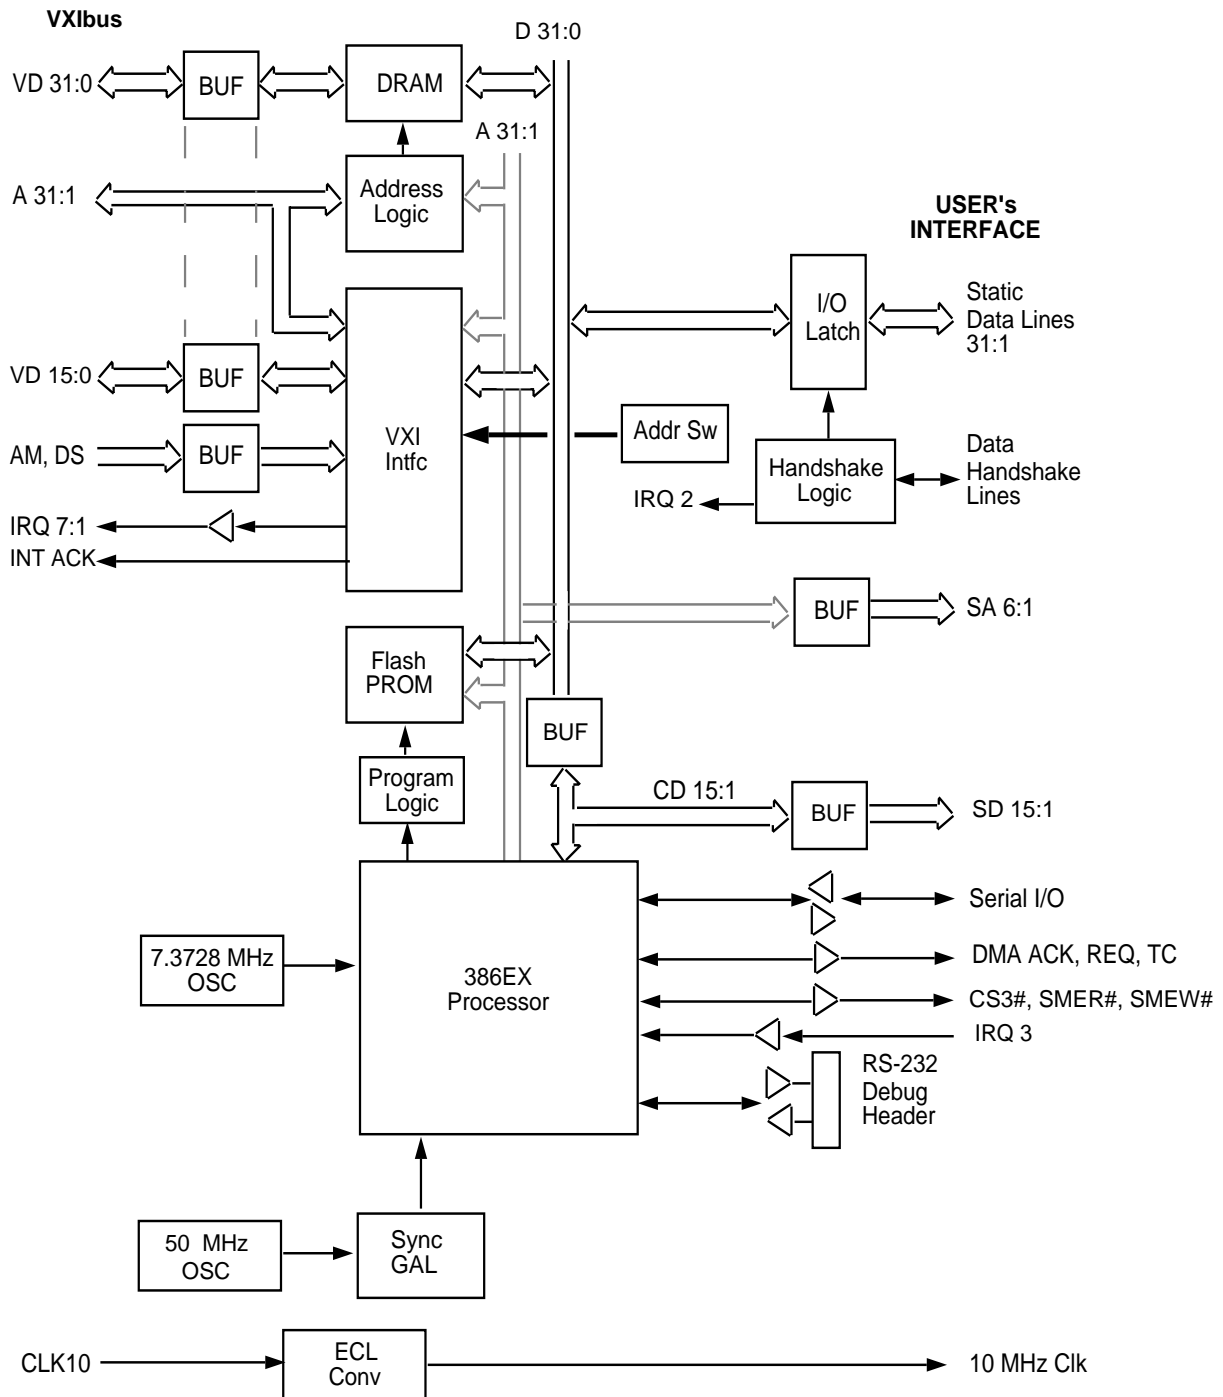 VXIbus
D 31:0
VD 31:0
BUF
DRAM
A 31:1
A 31:1
Address
Logic
USER's
INTERFACE
I/O
Latch
Static
Data Lines
31:1
VD 15:0
BUF
AM, DS
BUF
VXI
Intfc
Addr Sw
Handshake
Logic
Data
Handshake
Lines
IRQ 2
IRQ 7:1
INT ACK
BUF
SA 6:1
Flash
PROM
BUF
Program
Logic
CD 15:1
BUF
SD 15:1
Serial I/O
7.3728 MHz
OSC
386EX
Processor
DMA ACK, REQ, TC
CS3#, SMER#, SMEW#
IRQ 3
RS-232
Debug
Header
50 MHz
OSC
Sync
GAL
CLK10
ECL
Conv
10 MHz Clk